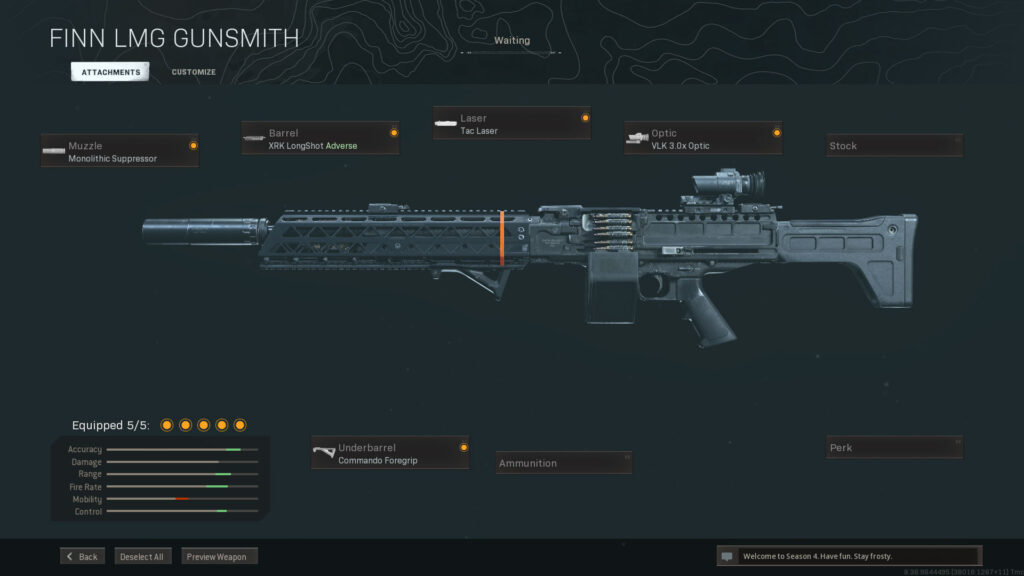 FINN LMG GUNSMITH
Waiting
ATTACHMENTS
CUSTOMIZE
Muzzle
Monolithic Suppressor
Barrel
XRK LongShot Adverse
Laser
Tac Laser
Optic
VLK 3.0x Optic
Stock
Equipped 5/5:
Accuracy
Damage
Range
Fire Rate
Mobility
Control
Underbarrel
Commando Foregrip
Ammunition
Perk
Back
Deselect All
Preview Weapon
Welcome to Season 4. Have fun. Stay frosty.